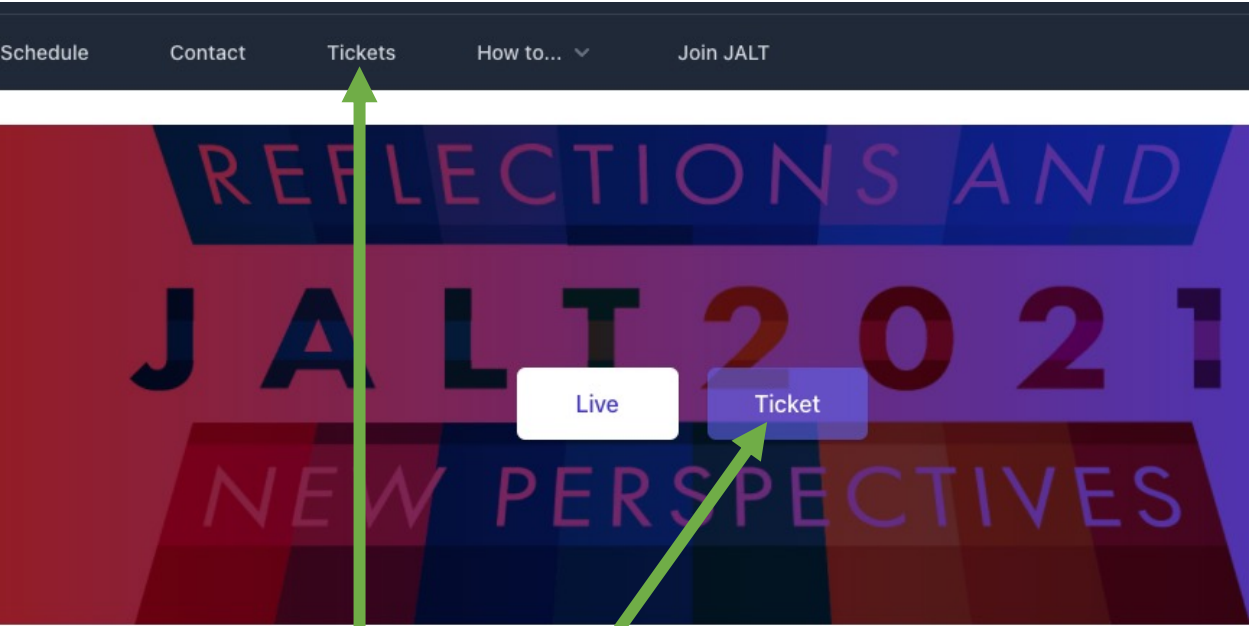 Schedule Contact Tickets How to... Join JALT
REFLECTIONS AND
JALT2021
Live Ticket
NEW PERSPECTIVES